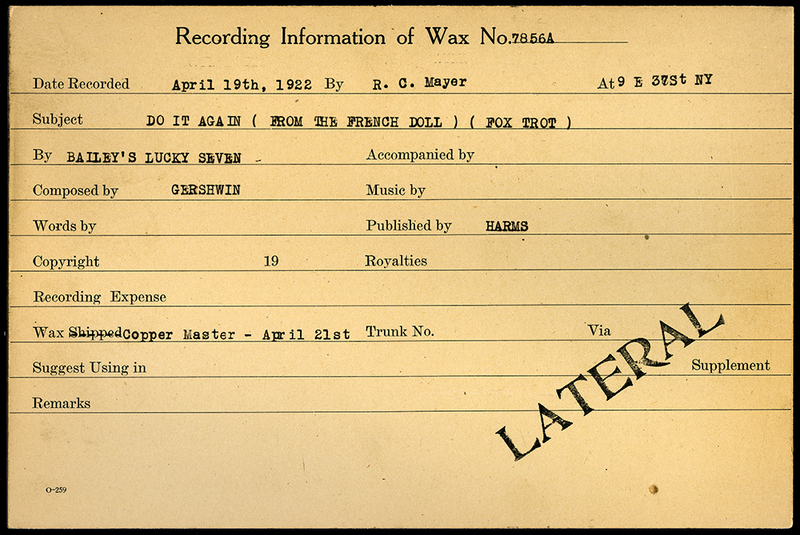 Recording Information of Wax No. 7856A
Date Recorded April 19th, 1922 By R. C. Mayer At 9 E 37St NY
Subject DO IT AGAIN ( FROM THE FRENCH DOLL ) ( FOX TROT )
By BAILEY'S LUCKY SEVEN - Accompanied by
Composed by GERSHWIN Music by
Words by Published by HARMS
Copyright 19 Royalties
Recording Expense
Wax Shipped Copper Master - April 21st Trunk No. Via
Suggest Using in Supplement
Remarks
LATERAL
O-259